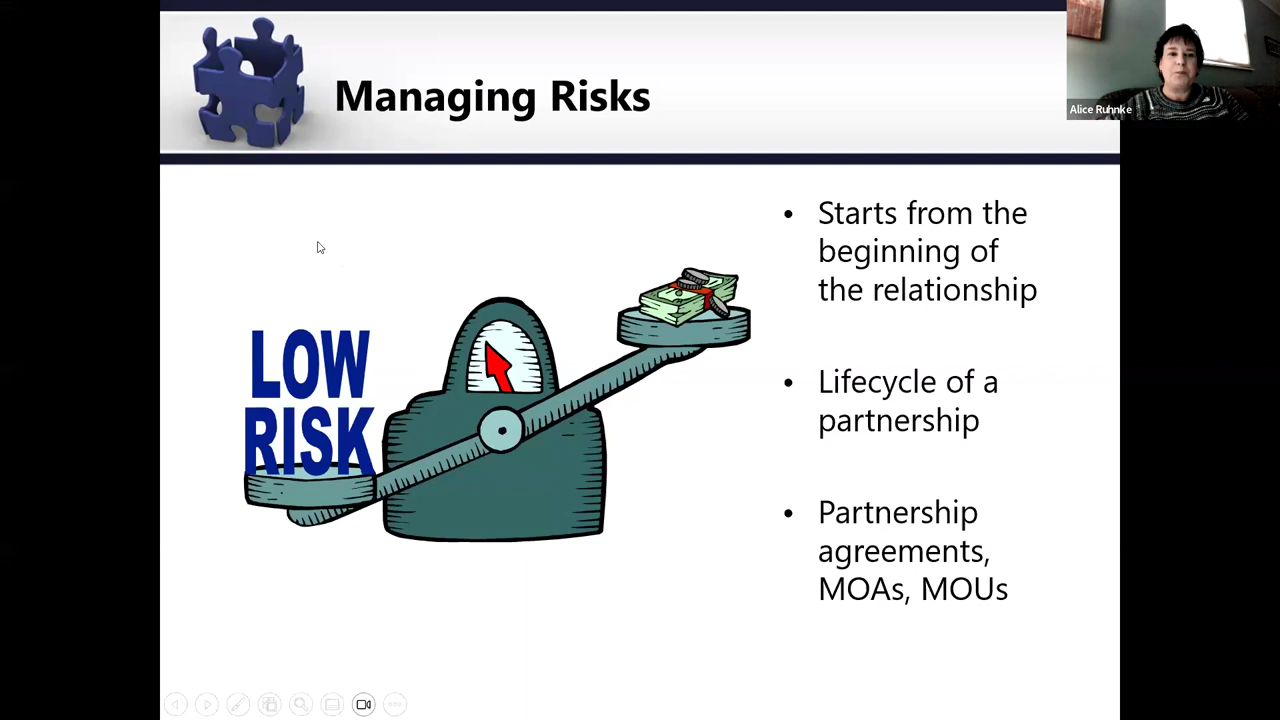 Managing Risks
Alice Ruhnke
LOW
RISK
• Starts from the
beginning of
the relationship
• Lifecycle of a
partnership
• Partnership
agreements,
MOAs, MOUs